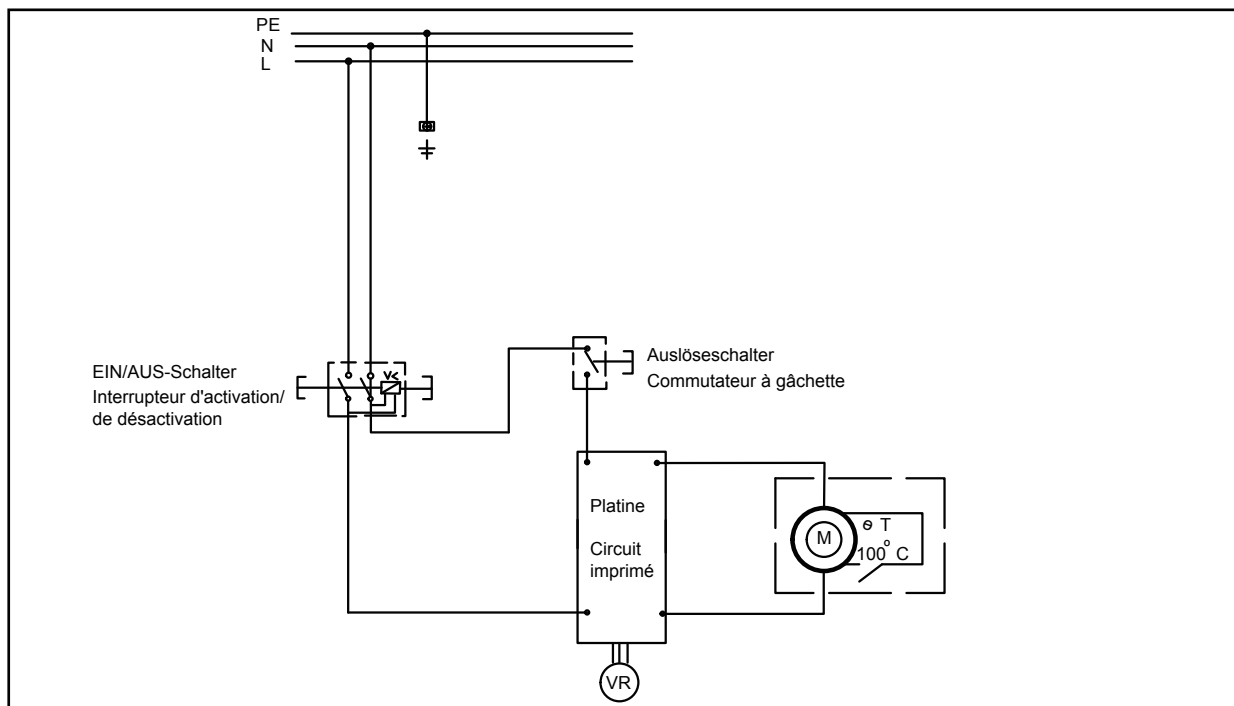 PE
N
L
EIN/AUS-Schalter
Interrupteur d'activation/
de désactivation
V<
Auslöseschalter
Commutateur à gâchette
Platine
Circuit
imprimé
M
ɵ T
100° C
VR